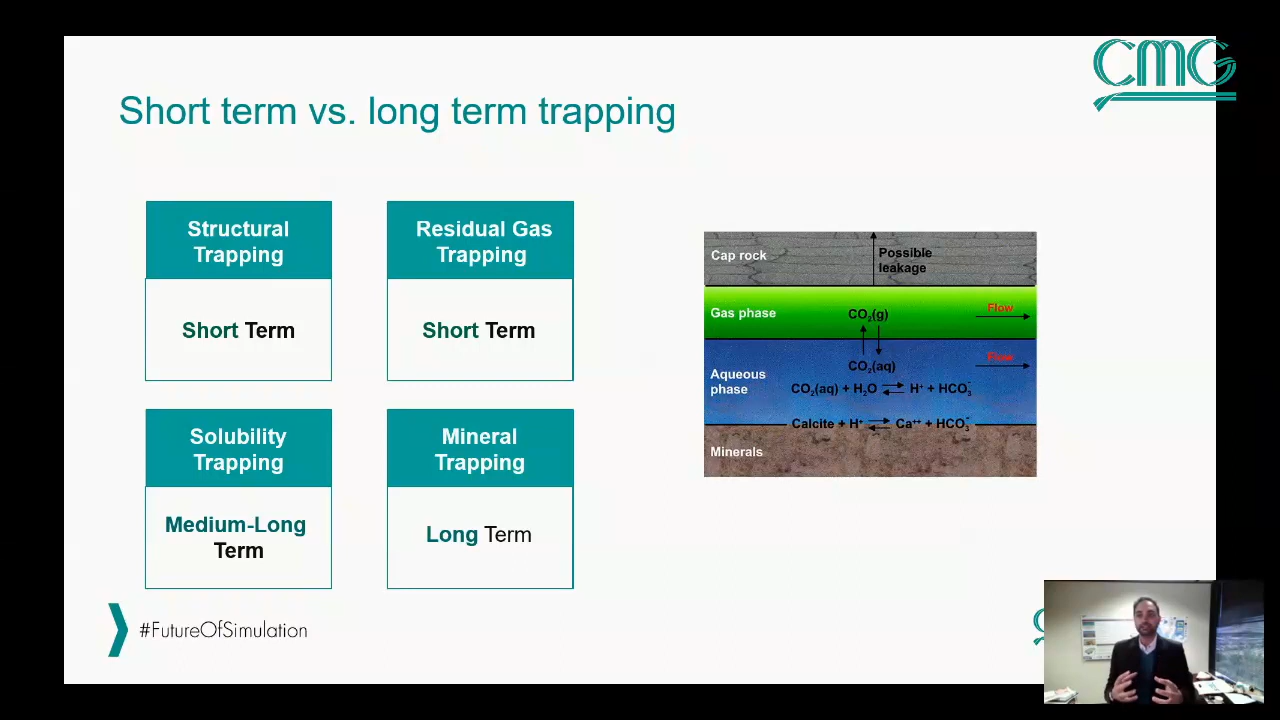 CMG
Short term vs. long term trapping
Structural
Trapping
Short Term
Residual Gas
Trapping
Short Term
Solubility
Trapping
Medium-Long
Term
Mineral
Trapping
Long Term
Cap rock
Possible
leakage
Gas phase
CO₂(g)
Flow
Flow
CO₂(aq)
Aqueous
phase
CO₂(aq) + H₂O ⇌ H⁺ + HCO₃⁻
Calcite + H⁺ ⇌ Ca⁺⁺ + HCO₃⁻
Minerals
#FutureOfSimulation